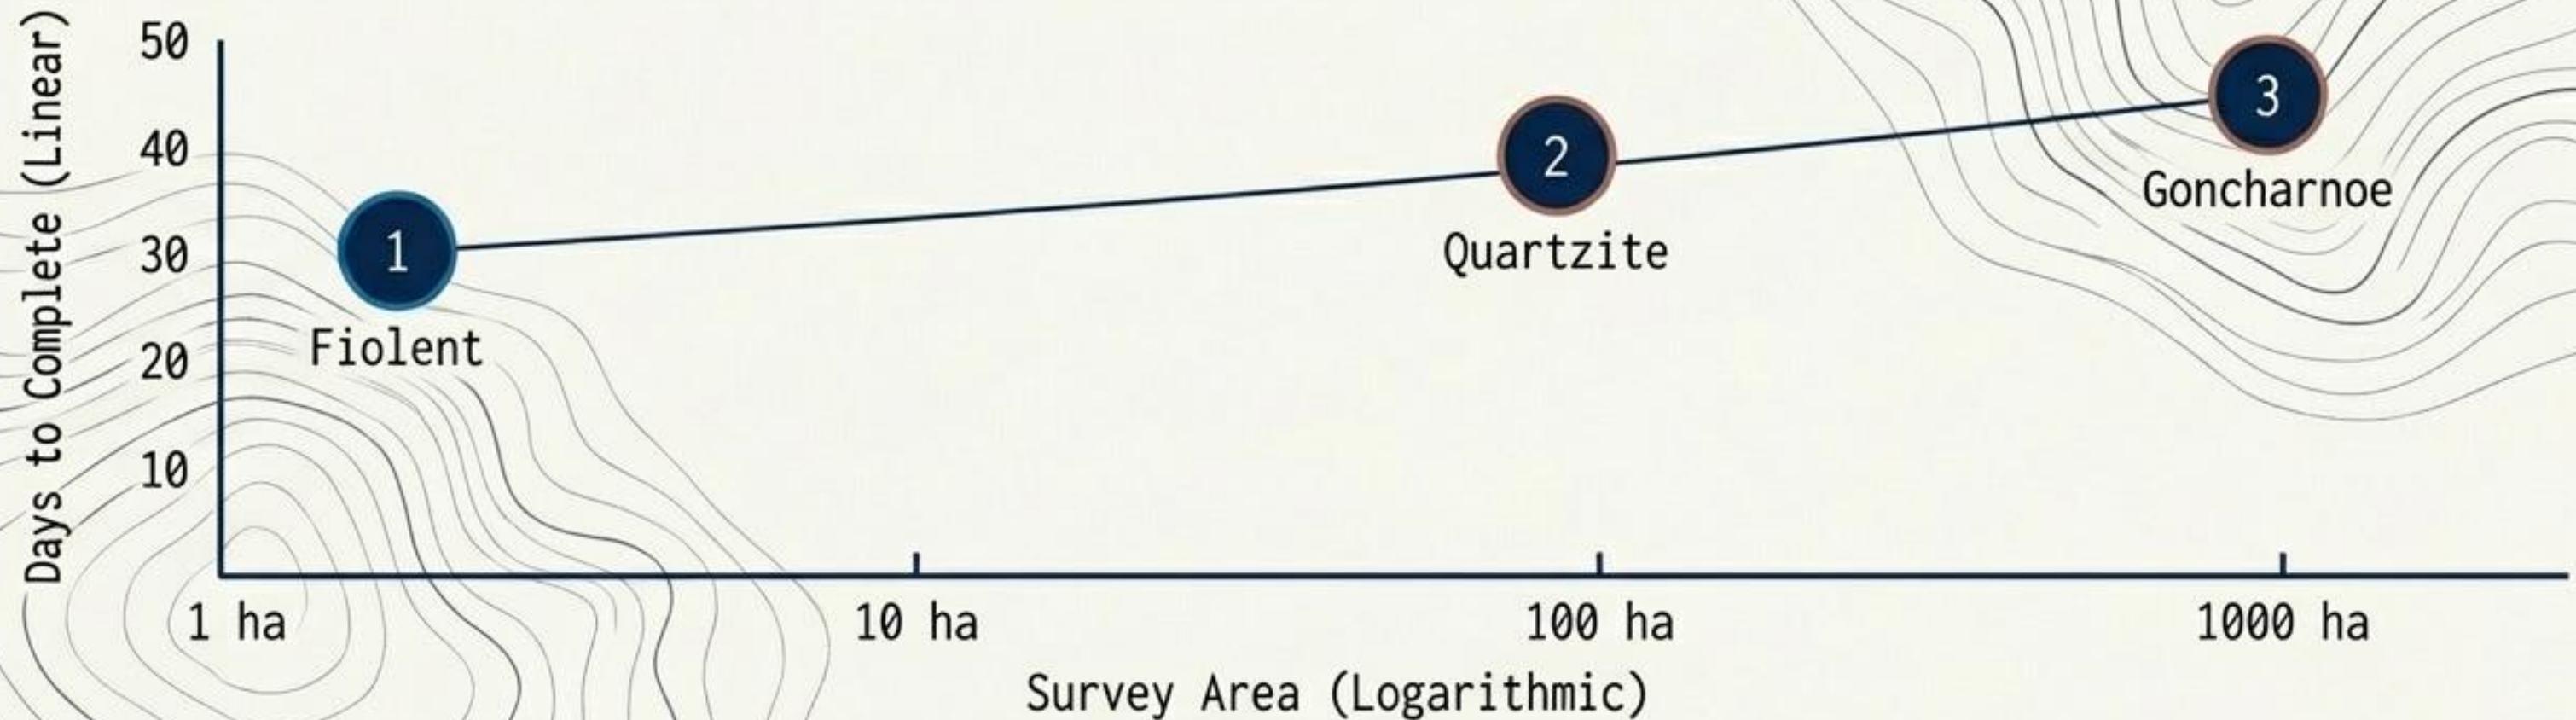 Days to Complete (Linear)
50
40
30
20
10
1
Fiolent
2
Quartzite
3
Goncharnoe
1 ha
10 ha
100 ha
1000 ha
Survey Area (Logarithmic)